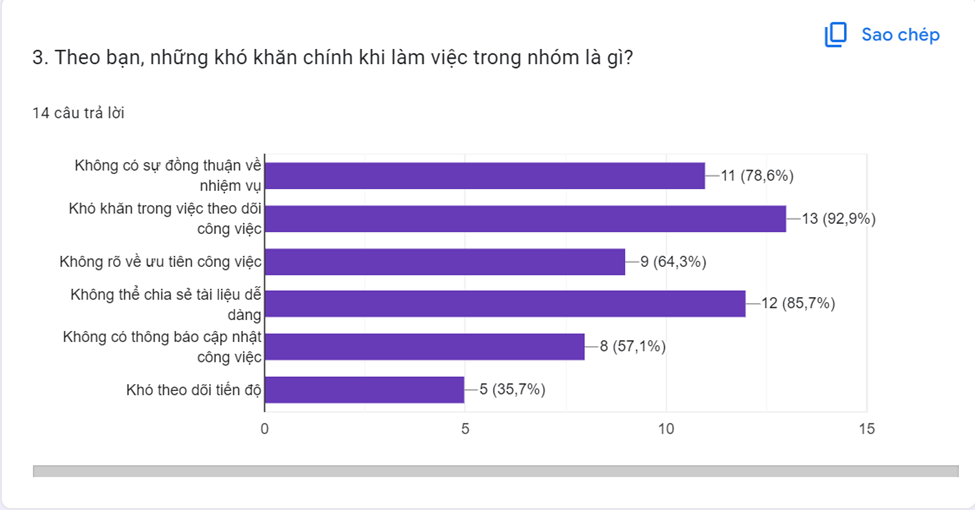 Sao chép
3. Theo bạn, những khó khăn chính khi làm việc trong nhóm là gì?
14 câu trả lời
Không có sự đồng thuận về
nhiệm vụ
11 (78,6%)
Khó khăn trong việc theo dõi
công việc
13 (92,9%)
Không rõ về ưu tiên công việc
9 (64,3%)
Không thể chia sẻ tài liệu dễ
dàng
12 (85,7%)
Không có thông báo cập nhật
công việc
8 (57,1%)
Khó theo dõi tiến độ
5 (35,7%)
0 5 10 15